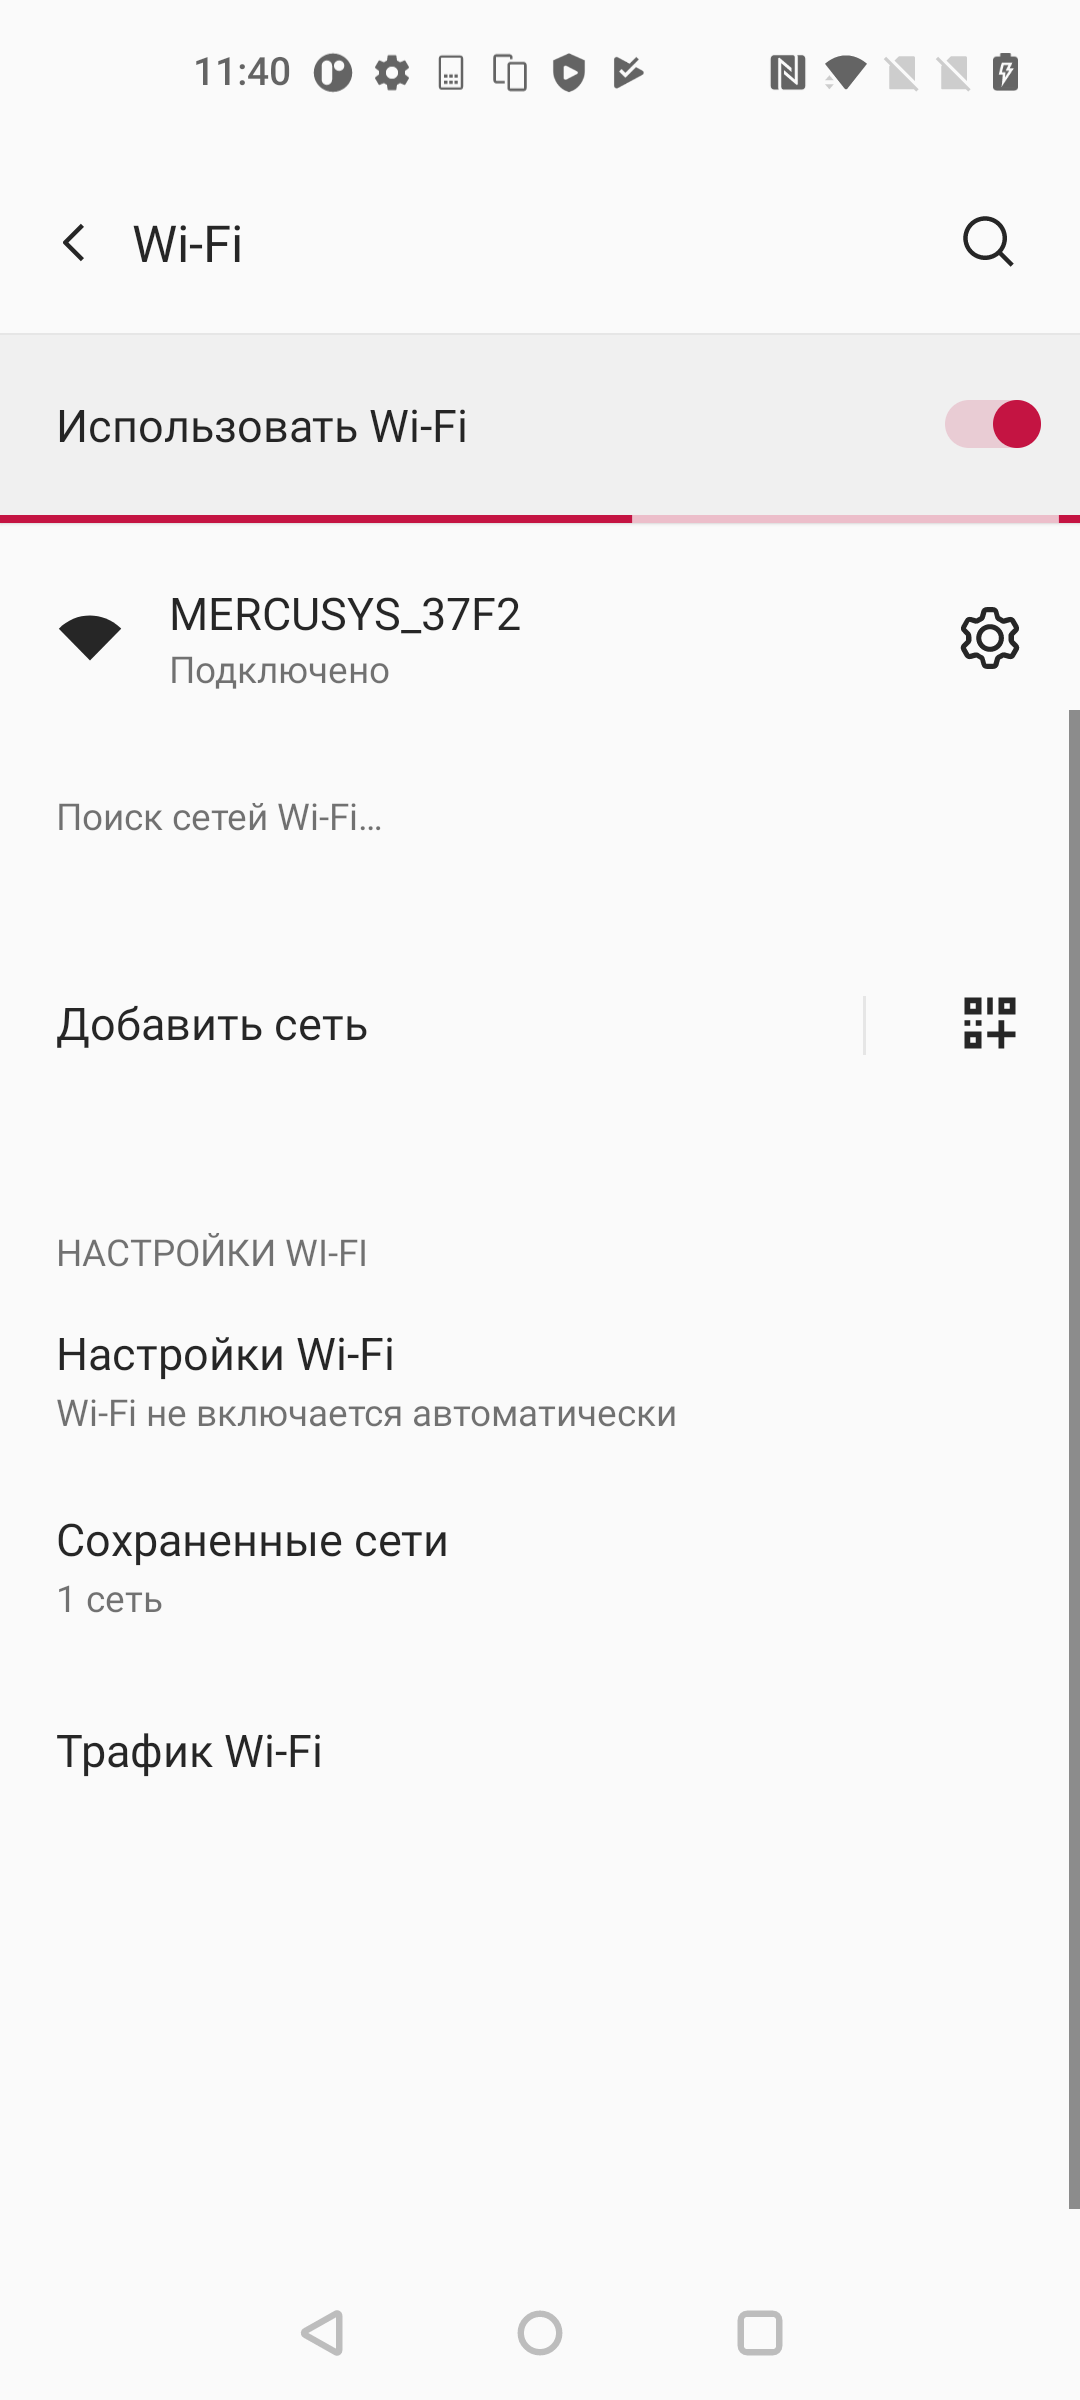 11:40
Wi-Fi
Использовать Wi-Fi
MERCUSYS_37F2
Подключено
Поиск сетей Wi-Fi…
Добавить сеть
НАСТРОЙКИ WI-FI
Настройки Wi-Fi
Wi-Fi не включается автоматически
Сохраненные сети
1 сеть
Трафик Wi-Fi